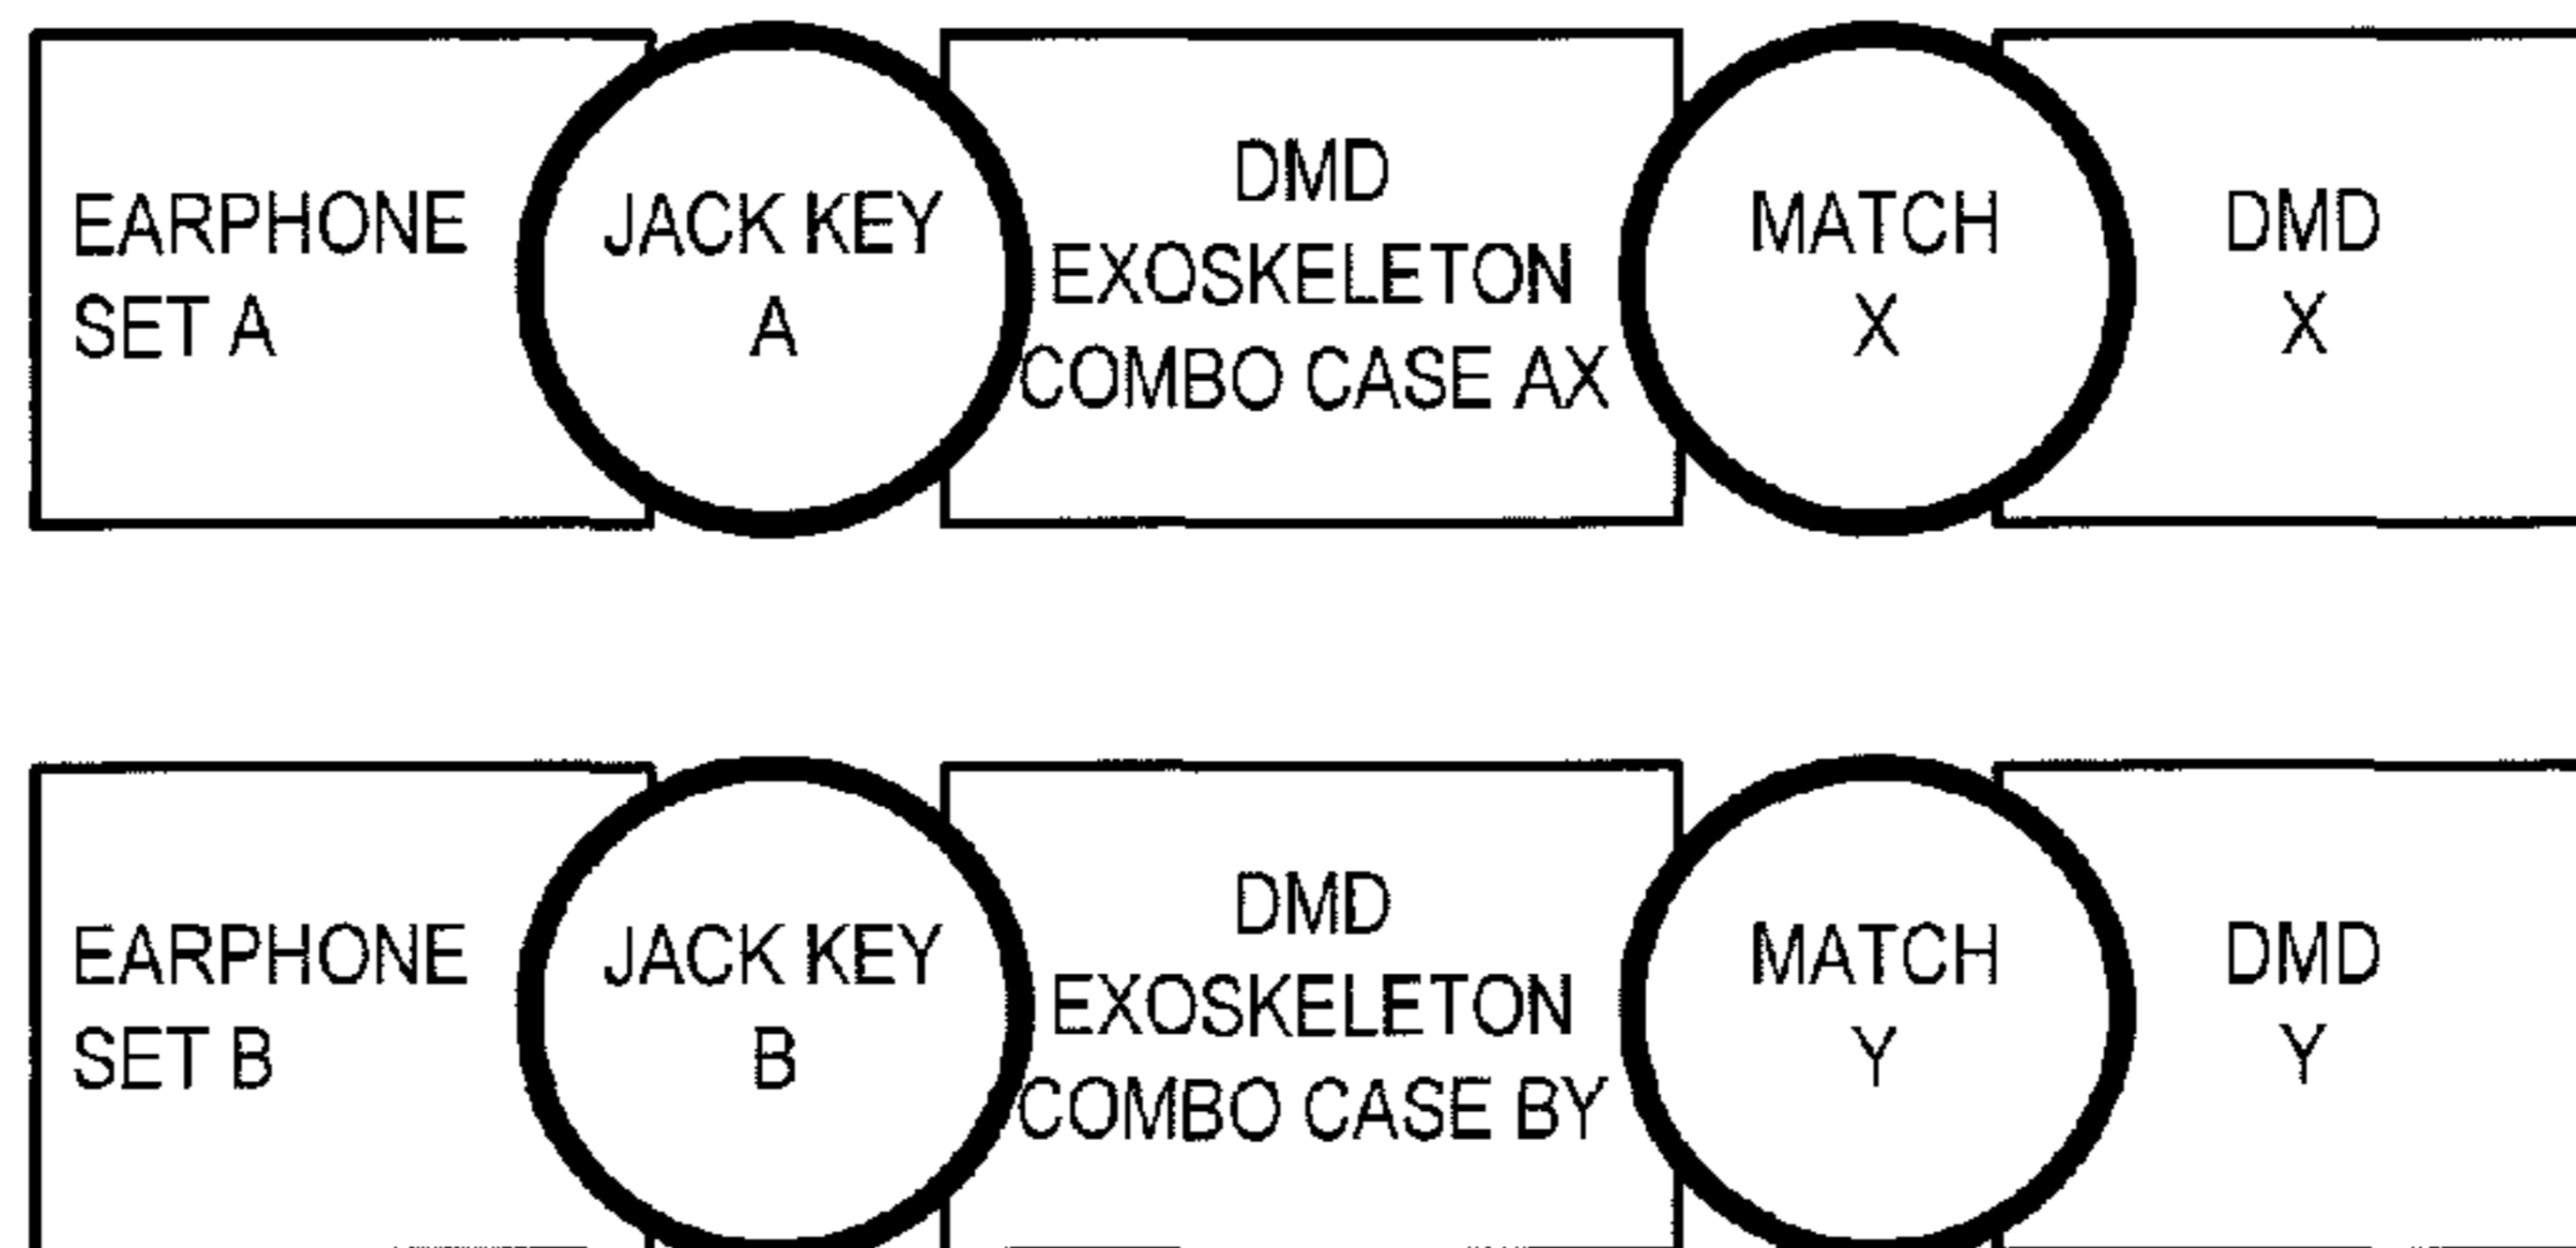 EARPHONE
SET A
JACK KEY
A
DMD
EXOSKELETON
COMBO CASE AX
MATCH
X
DMD
X
EARPHONE
SET B
JACK KEY
B
DMD
EXOSKELETON
COMBO CASE BY
MATCH
Y
DMD
Y